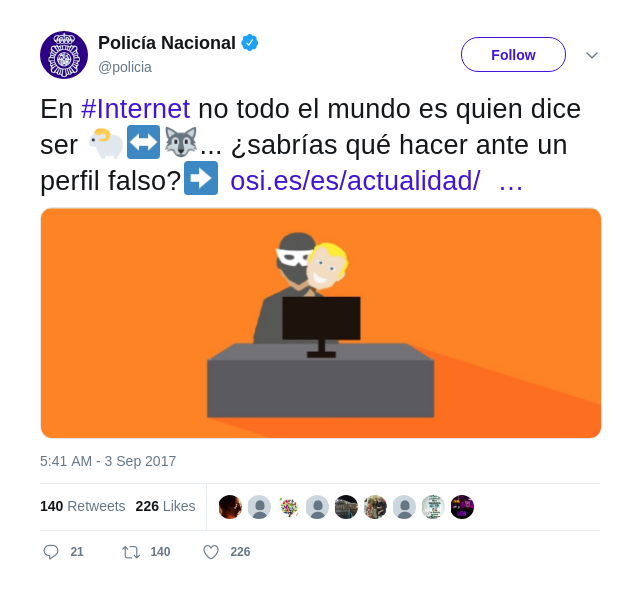 Policía Nacional
@policia
Follow
En #Internet no todo el mundo es quien dice
ser 🐏↔️🐺... ¿sabrías qué hacer ante un
perfil falso?➡️ osi.es/es/actualidad/ …
5:41 AM - 3 Sep 2017
140 Retweets 226 Likes
21 140 226